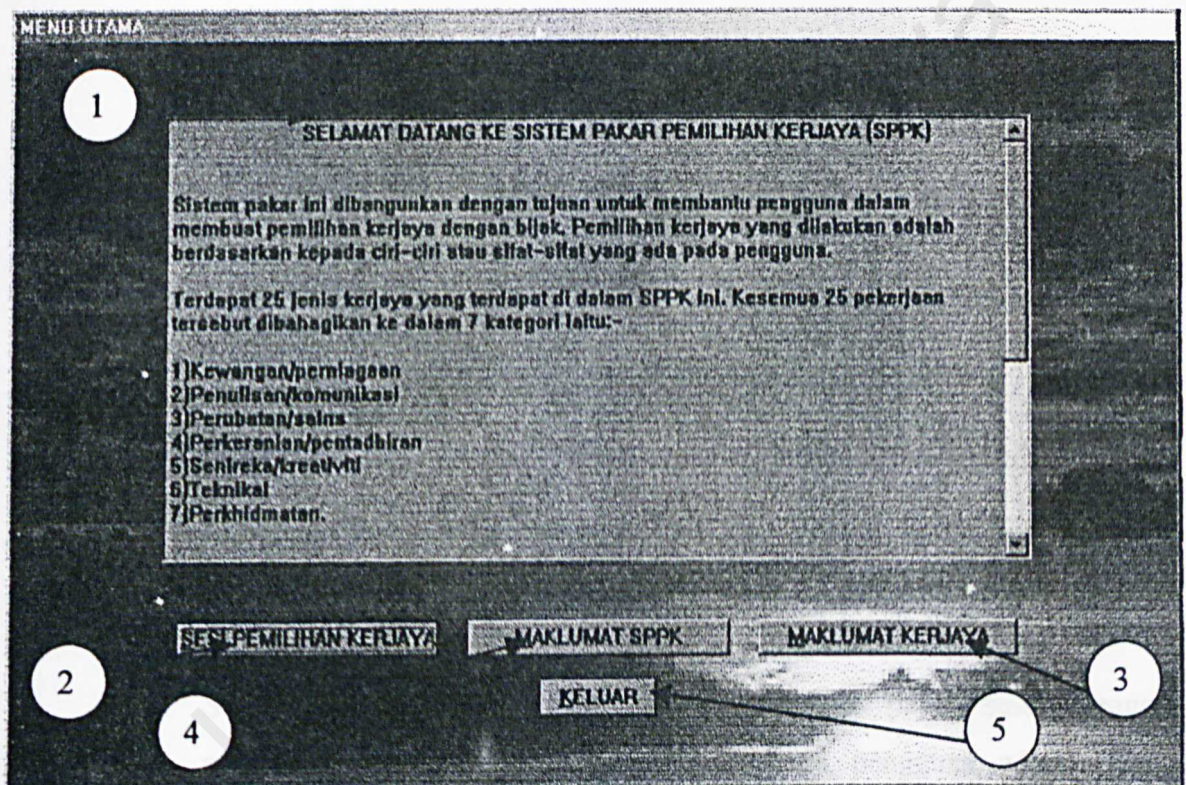 MENU UTAMA
1
SELAMAT DATANG KE SISTEM PAKAR PEMILIHAN KERJAYA (SPPK)
Sistem pakar ini dibangunkan dengan tujuan untuk membantu pengguna dalam
membuat pemilihan kerjaya dengan bijak. Pemilihan kerjaya yang dilakukan adalah
berdasarkan kepada ciri-ciri atau sifat-sifat yang ada pada pengguna.
Terdapat 25 jenis kerjaya yang terdapat di dalam SPPK ini. Kesemua 25 pekerjaan
tersebut dibahagikan ke dalam 7 kategori iaitu:-
1)Kewangan/perniagaan
2)Penulisan/komunikasi
3)Perubatan/sains
4)Perkeranian/pentadbiran
5)Senireka/kreativiti
6)Teknikal
7)Perkhidmatan.
SESI PEMILIHAN KERJAYA MAKLUMAT SPPK MAKLUMAT KERJAYA
2 3
KELUAR
4 5